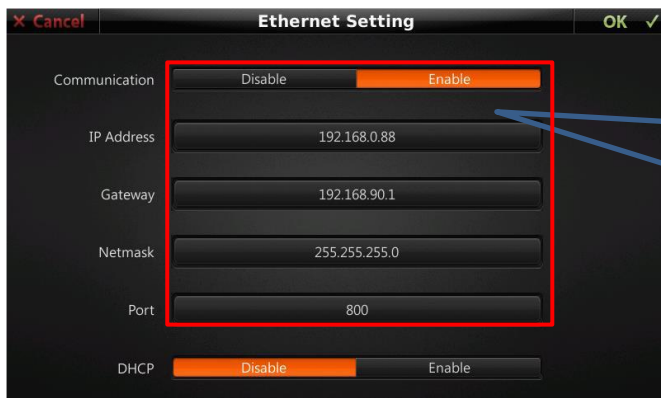 × Cancel Ethernet Setting OK ✓
Communication Disable Enable
IP Address 192.168.0.88
Gateway 192.168.90.1
Netmask 255.255.255.0
Port 800
DHCP Disable Enable